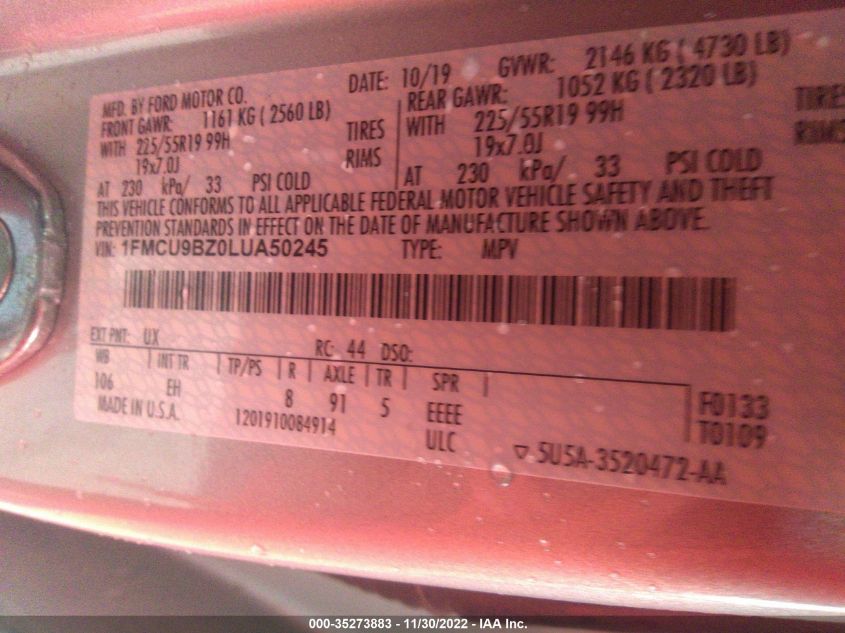 MFD. BY FORD MOTOR CO.
DATE: 10/19 GVWR: 2146 KG ( 4730 LB)
FRONT GAWR: 1161 KG ( 2560 LB)
REAR GAWR: 1052 KG ( 2320 LB)
WITH 225/55R19 99H TIRES
WITH 225/55R19 99H TIRES
19x7.0J RIMS
19x7.0J RIMS
AT 230 kPa/ 33 PSI COLD
AT 230 kPa/ 33 PSI COLD
THIS VEHICLE CONFORMS TO ALL APPLICABLE FEDERAL MOTOR VEHICLE SAFETY AND THEFT
PREVENTION STANDARDS IN EFFECT ON THE DATE OF MANUFACTURE SHOWN ABOVE.
VIN: 1FMCU9BZ0LUA50245 TYPE: MPV
EXT PNT: UX RC: 44 DSO:
WB INT TR TP/PS R AXLE TR SPR
106 EH 8 91 5 EEEE F0133
MADE IN U.S.A. 1201910084914 ULC T0109
▽ 5U5A-3520472-AA
000-35273883 - 11/30/2022 - IAA Inc.